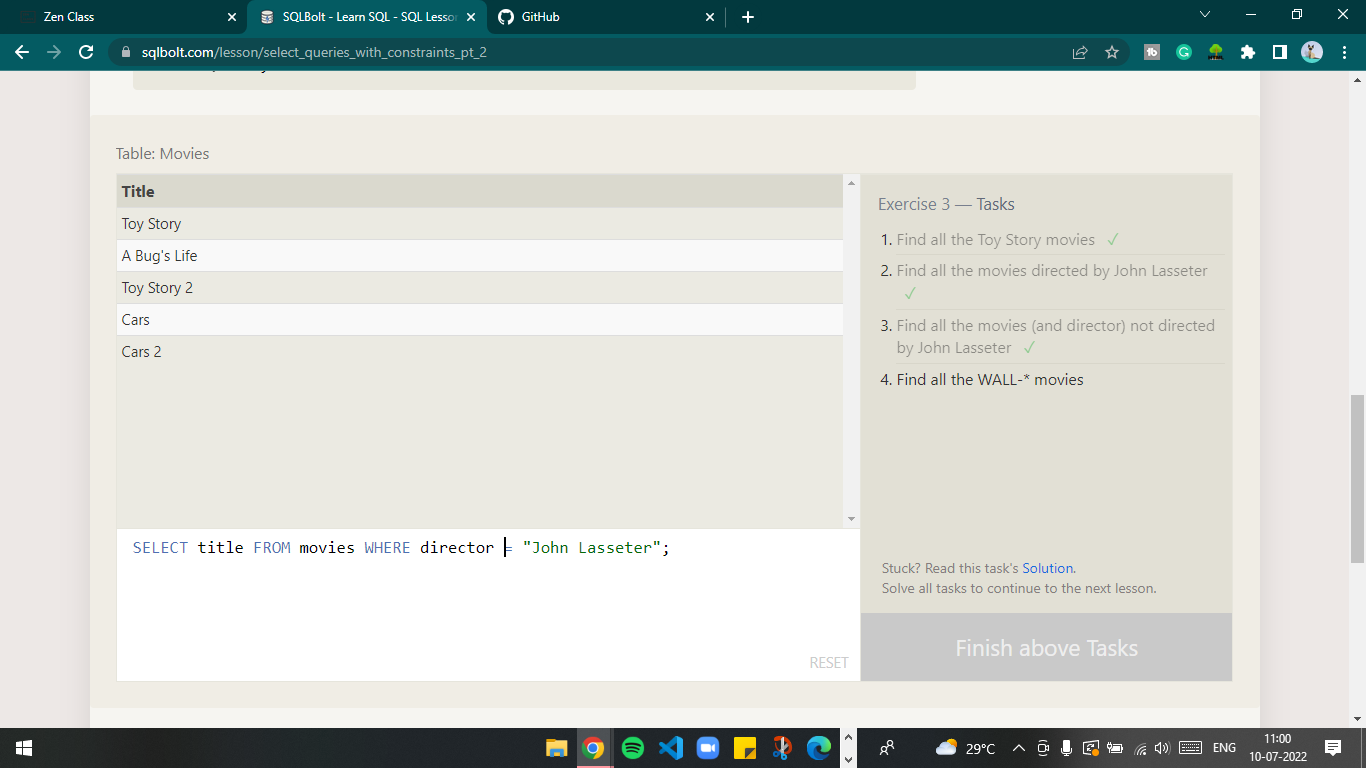 Zen Class
SQLBolt - Learn SQL - SQL Lesson
GitHub
sqlbolt.com/lesson/select_queries_with_constraints_pt_2
Table: Movies
Title
Toy Story
A Bug's Life
Toy Story 2
Cars
Cars 2
SELECT title FROM movies WHERE director = "John Lasseter";
RESET
Exercise 3 — Tasks
1. Find all the Toy Story movies ✓
2. Find all the movies directed by John Lasseter
✓
3. Find all the movies (and director) not directed
by John Lasseter ✓
4. Find all the WALL-* movies
Stuck? Read this task's Solution.
Solve all tasks to continue to the next lesson.
Finish above Tasks
29°C
ENG
11:00
10-07-2022